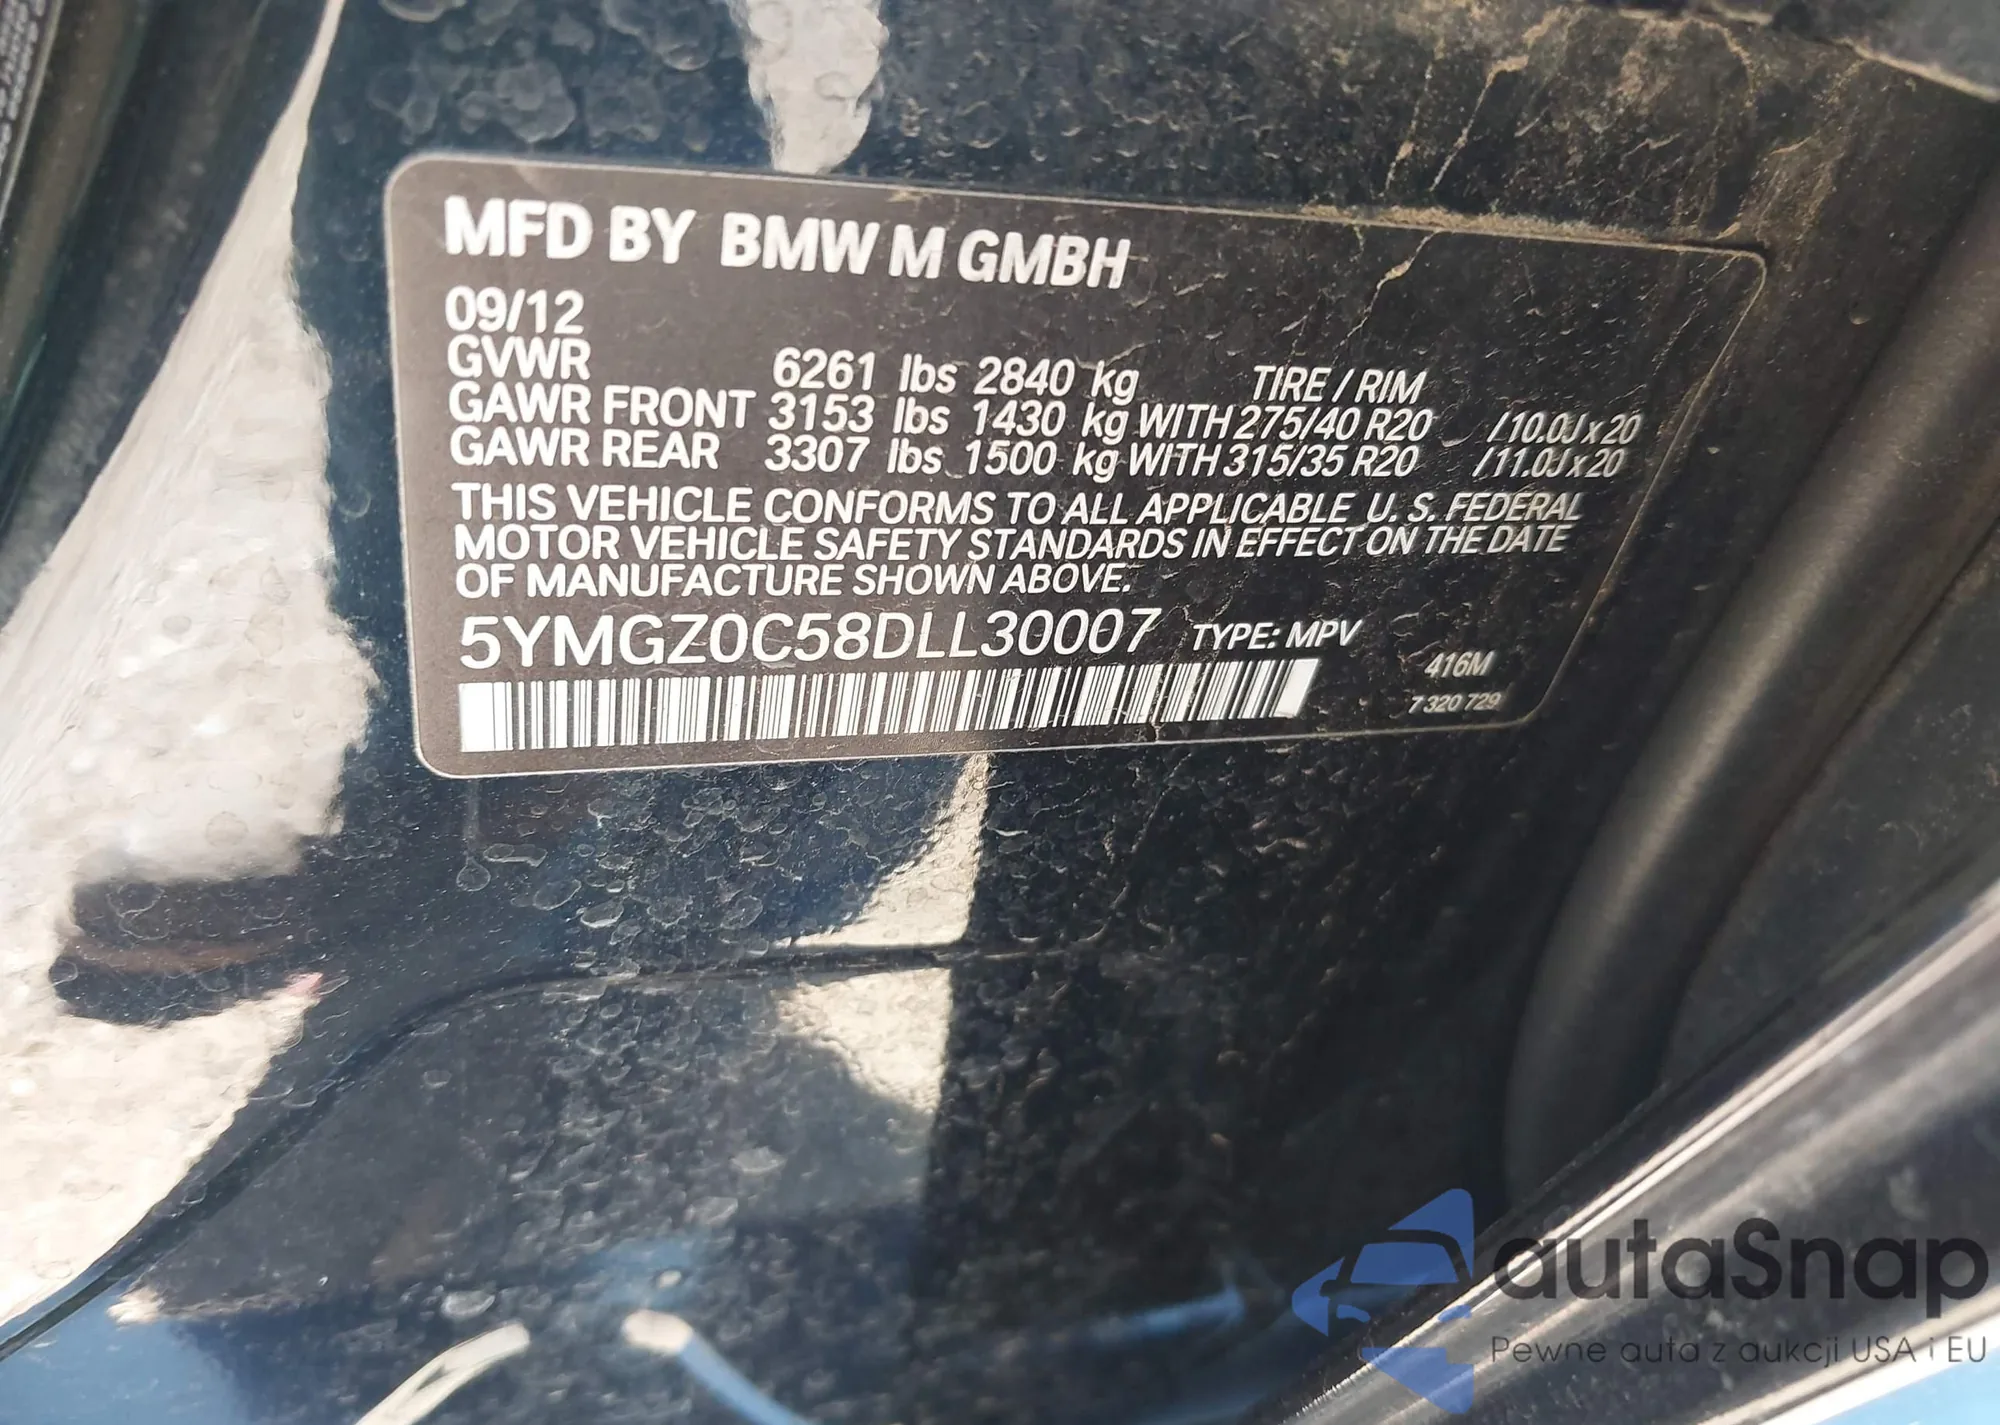 MFD BY BMW M GMBH
09/12
GVWR 6261 lbs 2840 kg TIRE / RIM
GAWR FRONT 3153 lbs 1430 kg WITH 275/40 R20 / 10.0J x 20
GAWR REAR 3307 lbs 1500 kg WITH 315/35 R20 / 11.0J x 20
THIS VEHICLE CONFORMS TO ALL APPLICABLE U. S. FEDERAL
MOTOR VEHICLE SAFETY STANDARDS IN EFFECT ON THE DATE
OF MANUFACTURE SHOWN ABOVE.
5YMGZ0C58DLL30007 TYPE: MPV
416M
7 320 729
autaSnap
Pewne auta z aukcji USA i EU